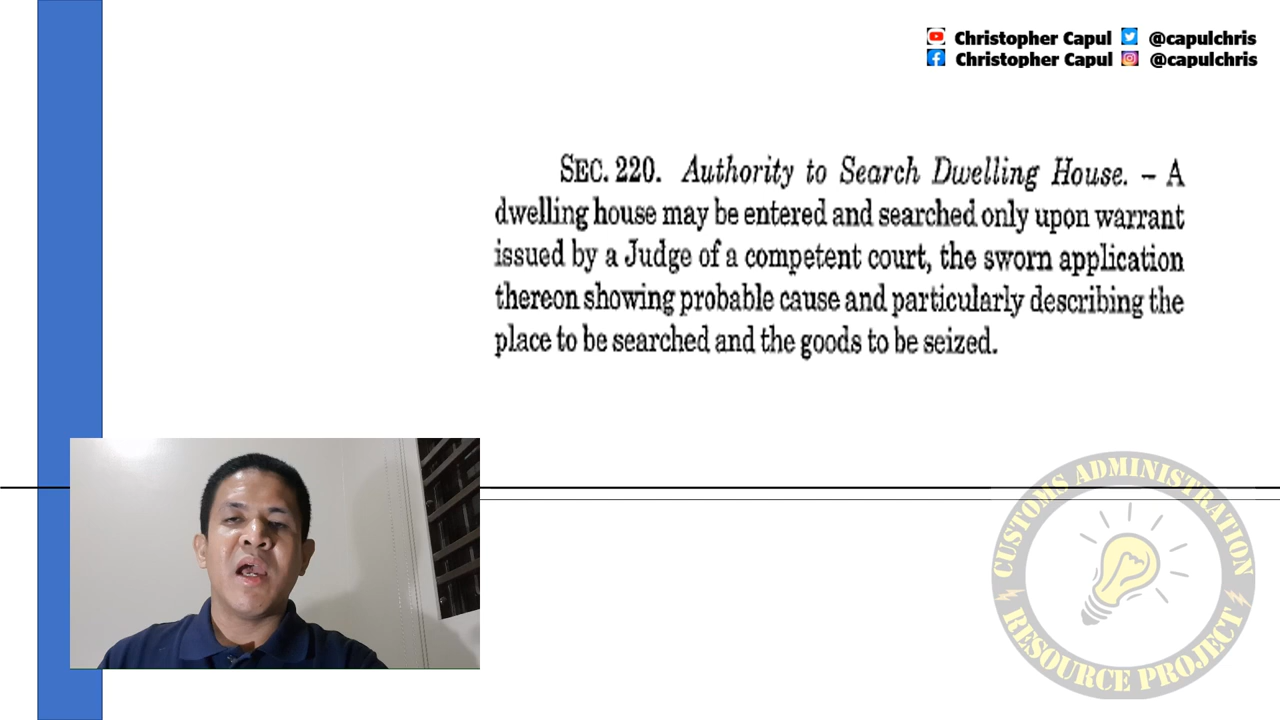 Christopher Capul @capulchris
Christopher Capul @capulchris
SEC. 220. Authority to Search Dwelling House. – A
dwelling house may be entered and searched only upon warrant
issued by a Judge of a competent court, the sworn application
thereon showing probable cause and particularly describing the
place to be searched and the goods to be seized.
CUSTOMS ADMINISTRATION
RESOURCE PROJECT